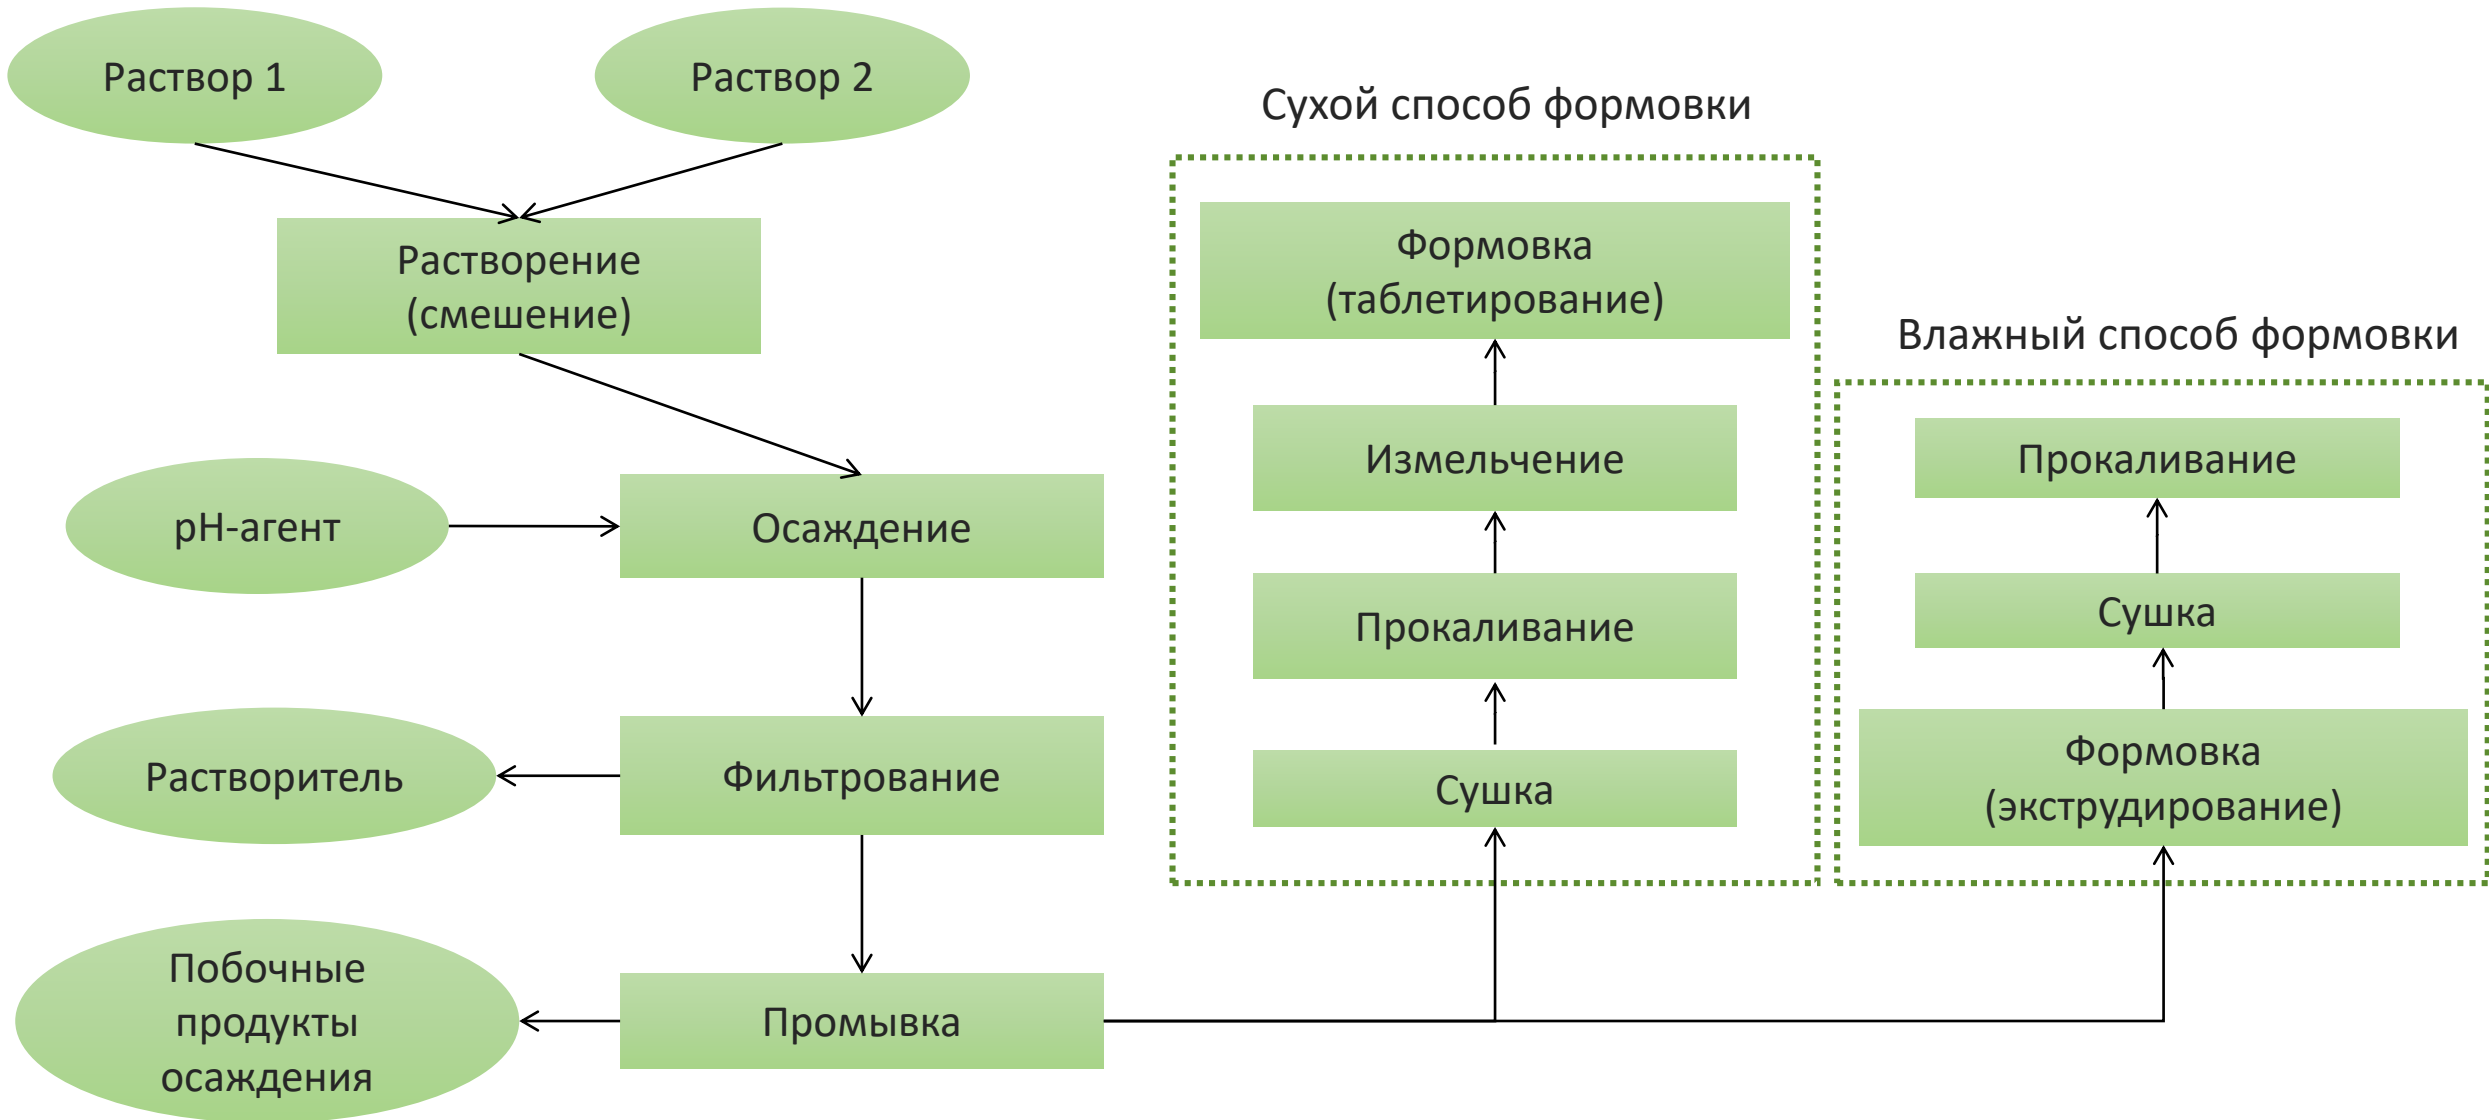 Раствор 1
Раствор 2
Растворение
(смешение)
pH-агент
Осаждение
Растворитель
Фильтрование
Побочные
продукты
осаждения
Промывка
Сухой способ формовки
Формовка
(таблетирование)
Измельчение
Прокаливание
Сушка
Влажный способ формовки
Прокаливание
Сушка
Формовка
(экструдирование)